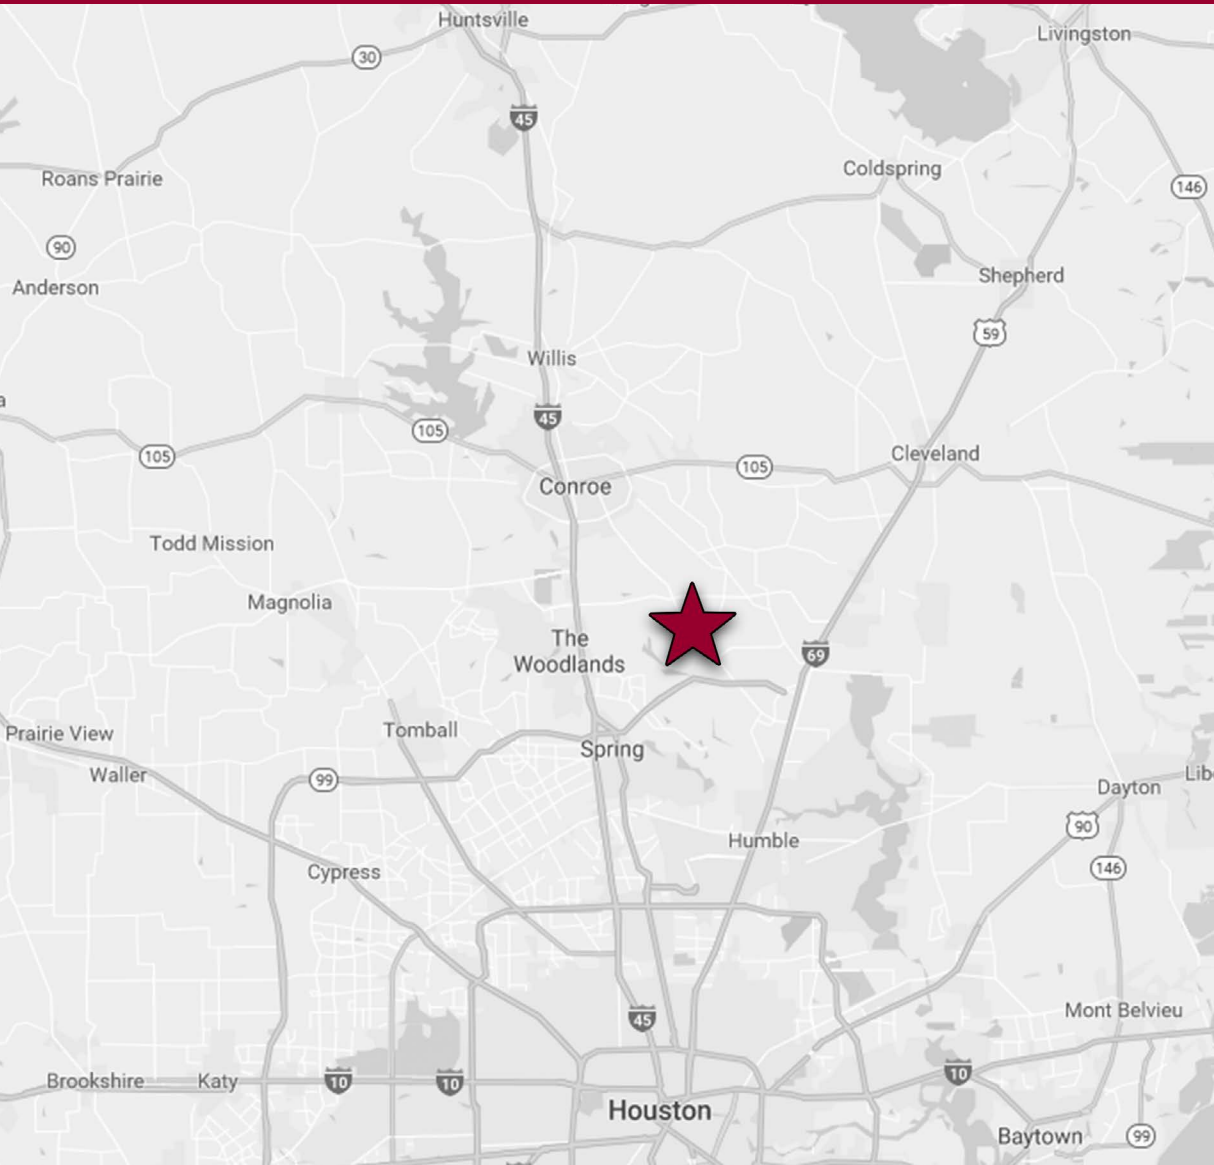 Huntsville
Livingston
30
45
Coldspring
Roans Prairie
146
90
Anderson
Shepherd
59
Willis
a
45
105
105
105
Cleveland
Conroe
Todd Mission
Magnolia
The
Woodlands
69
Prairie View
Tomball
Spring
Waller
99
Lib
Dayton
90
Humble
146
Cypress
Mont Belvieu
45
Brookshire
Katy
10
10
10
Houston
Baytown
99